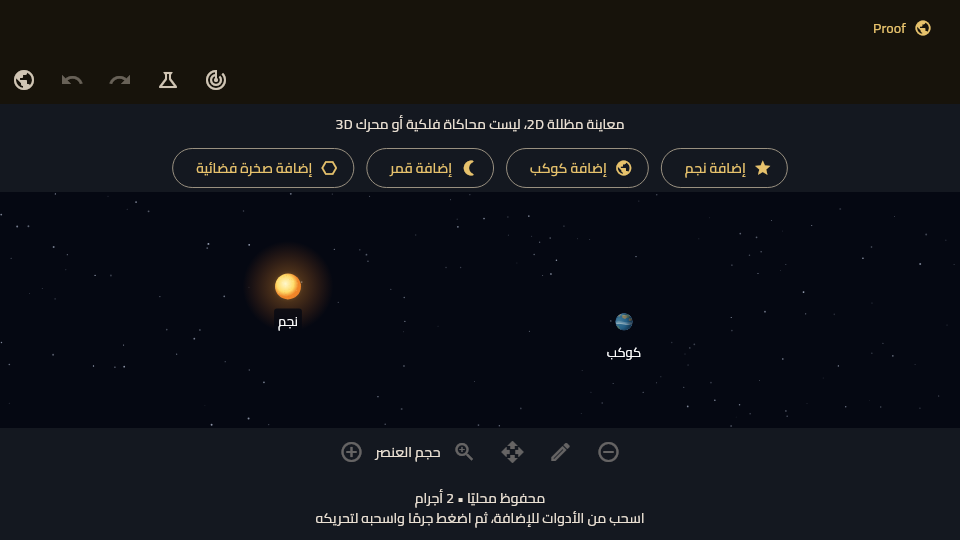 Proof
معاينة مظللة 2D، ليست محاكاة فلكية أو محرك 3D
إضافة نجم
إضافة كوكب
إضافة قمر
إضافة صخرة فضائية
نجم
كوكب
حجم العنصر
محفوظ محليًا • 2 أجرام
اسحب من الأدوات للإضافة، ثم اضغط جرمًا واسحبه لتحريكه